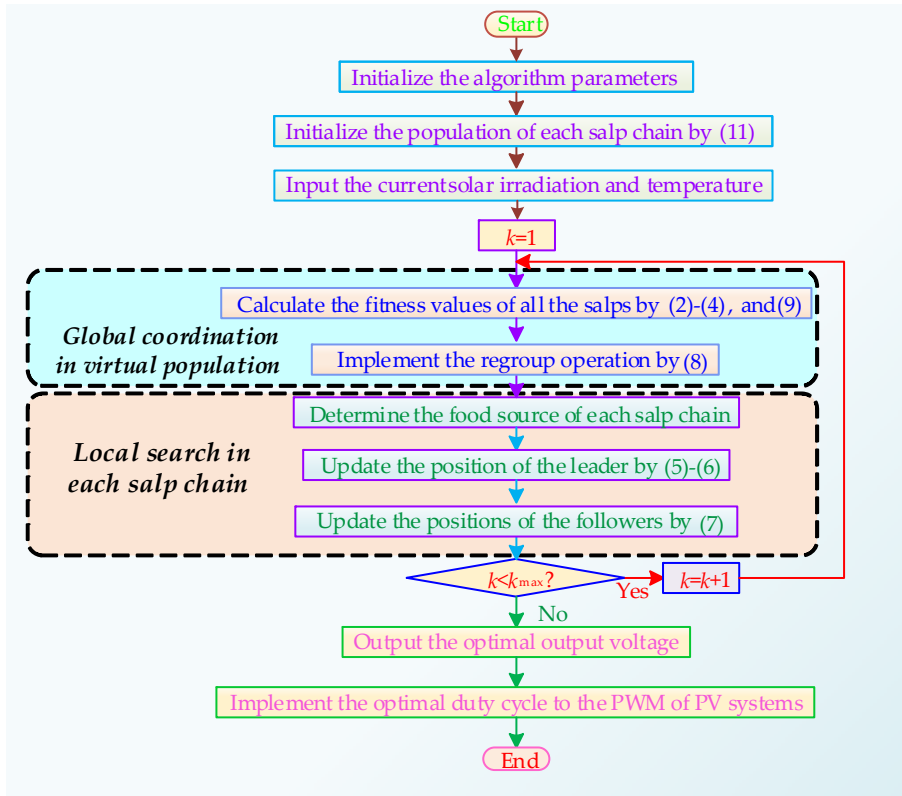 Start
Initialize the algorithm parameters
Initialize the population of each salp chain by (11)
Input the currentsolar irradiation and temperature
k=1
Calculate the fitness values of all the salps by (2)-(4), and(9)
Global coordination
in virtual population
Implement the regroup operation by (8)
Determine the food source of each salp chain
Local search in
each salp chain
Update the position of the leader by (5)-(6)
Update the positions of the followers by (7)
k<kmax?
Yes
k=k+1
No
Output the optimal output voltage
Implement the optimal duty cycle to the PWM of PV systems
End